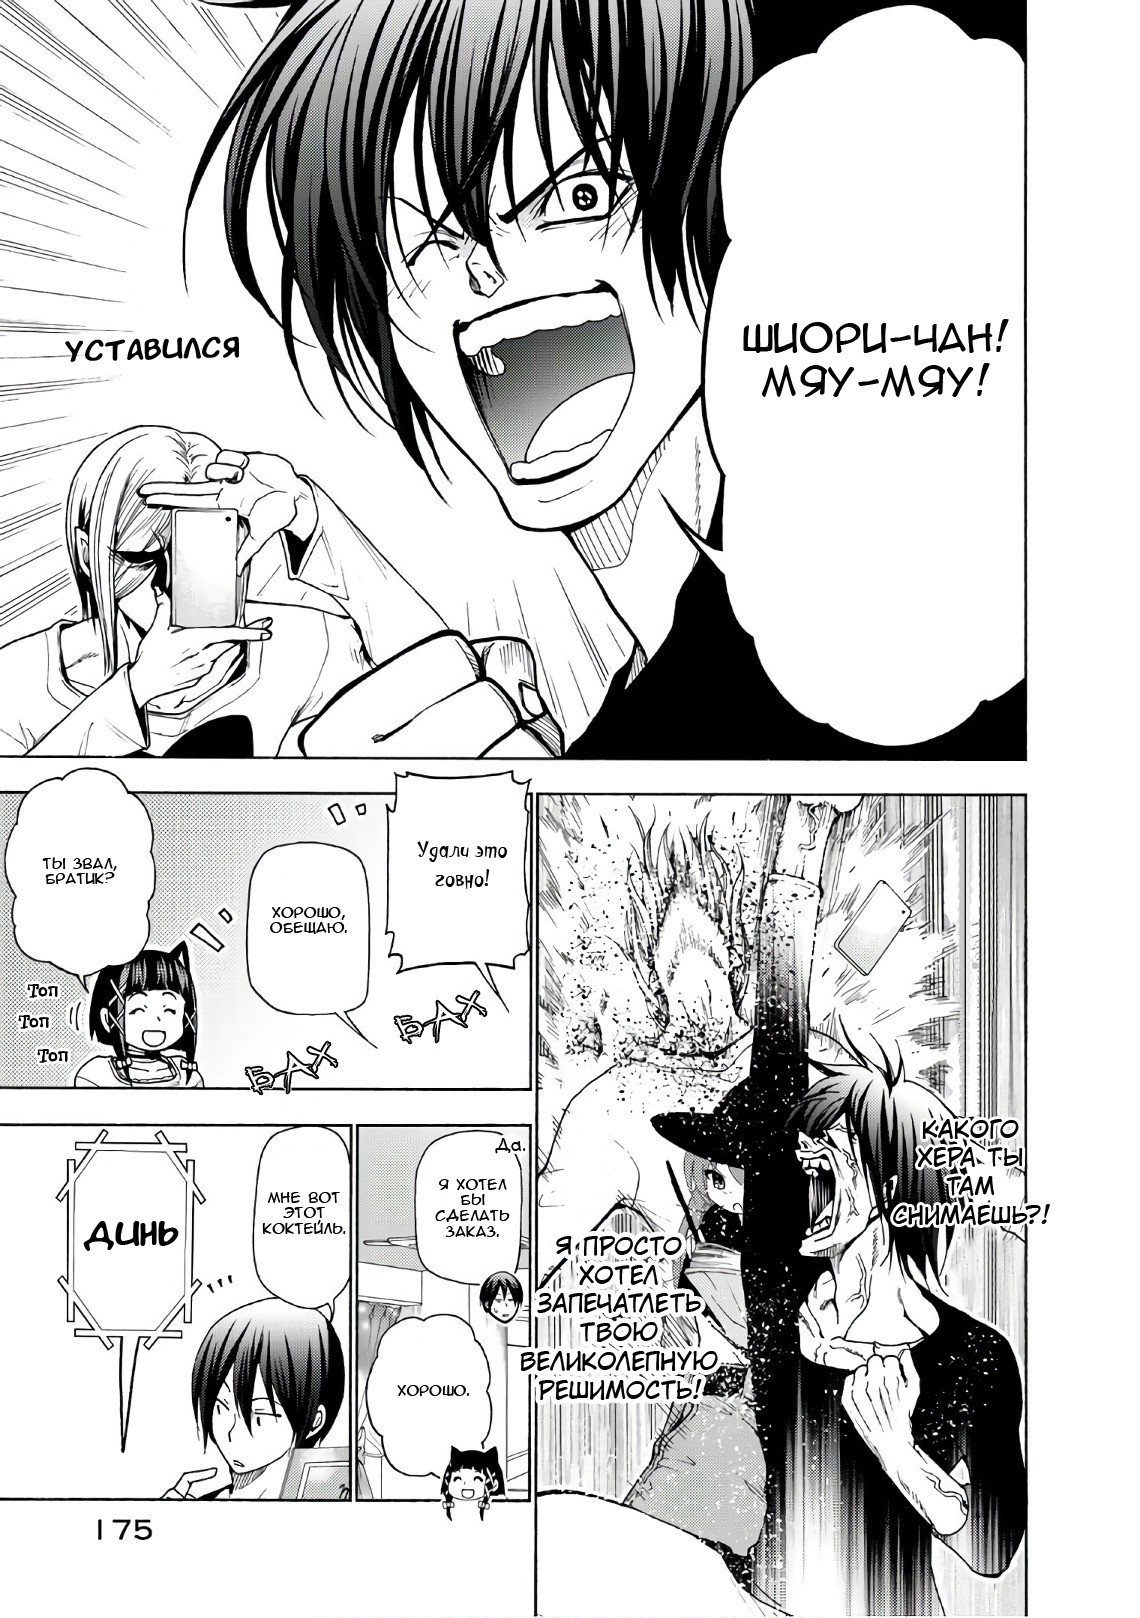 ШИОРИ-ЧАН!
МЯУ-МЯУ!
УСТАВИЛСЯ
КАКОГО
ХЕРА ТЫ
ТАМ
СНИМАЕШЬ?!
Я ПРОСТО
ХОТЕЛ
ЗАПЕЧАТЛЕТЬ
ТВОЮ
ВЕЛИКОЛЕПНУЮ
РЕШИМОСТЬ!
Удали это
говно!
БАХ
ХОРОШО,
ОБЕЩАЮ.
БАХ
ТЫ ЗВАЛ,
БРАТИК?
Топ
Топ
Топ
Да.
Я ХОТЕЛ
БЫ
СДЕЛАТЬ
ЗАКАЗ.
ХОРОШО.
МНЕ ВОТ
ЭТОТ
КОКТЕЙЛЬ.
ДИНЬ
175